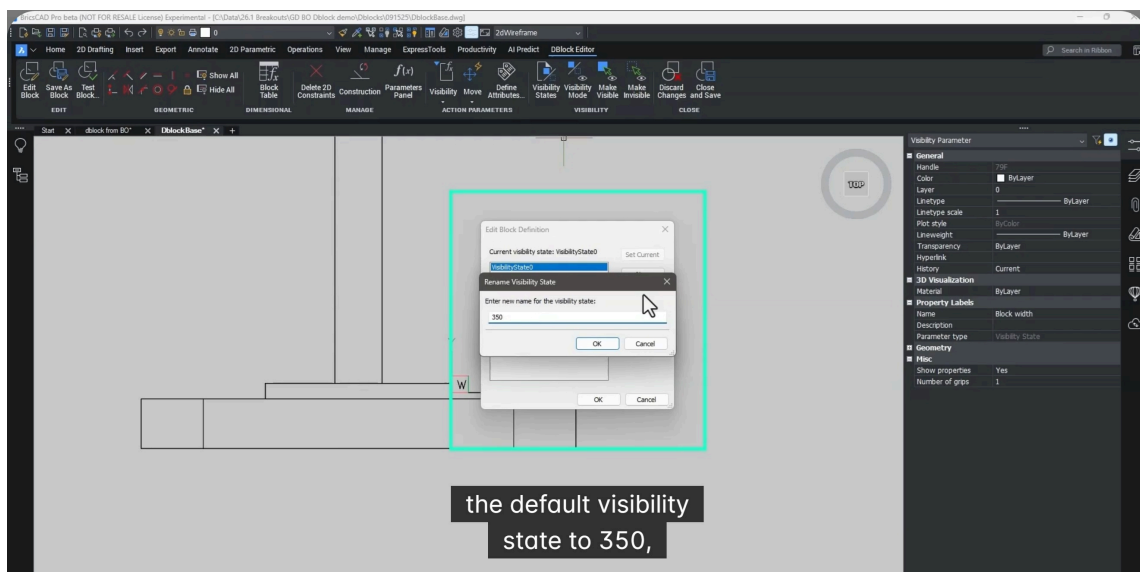 BricsCAD Pro beta (NOT FOR RESALE License) Experimental - [C:\Data\26.1 Breakouts\GD BO Dblock demo\Dblocks\091525\DblockBase.dwg]
0
2dWireframe
Home 2D Drafting Insert Export Annotate 2D Parametric Operations View Manage ExpressTools Productivity AI Predict DBlock Editor
Search in Ribbon
Edit Block
Save As Block
Test Block...
Show All
Hide All
Block Table
Delete 2D Constraints
Construction
f(x)
Parameters Panel
Visibility
Move
Define Attributes...
Visibility States
Visibility Mode
Make Visible
Make Invisible
Discard Changes
Close and Save
EDIT GEOMETRIC DIMENSIONAL MANAGE ACTION PARAMETERS VISIBILITY CLOSE
Start dblock from BO* DblockBase*
TOP
W
Edit Block Definition
Current visibility state: VisibilityState0
Set Current
VisibilityState0
Rename Visibility State
Enter new name for the visibility state:
350
OK Cancel
OK Cancel
the default visibility
state to 350,
Visibility Parameter
General
Handle 79F
Color ByLayer
Layer 0
Linetype ByLayer
Linetype scale 1
Plot style ByColor
Lineweight ByLayer
Transparency ByLayer
Hyperlink
History Current
3D Visualization
Material ByLayer
Property Labels
Name Block width
Description
Parameter type Visibility State
Geometry
Misc
Show properties Yes
Number of grips 1